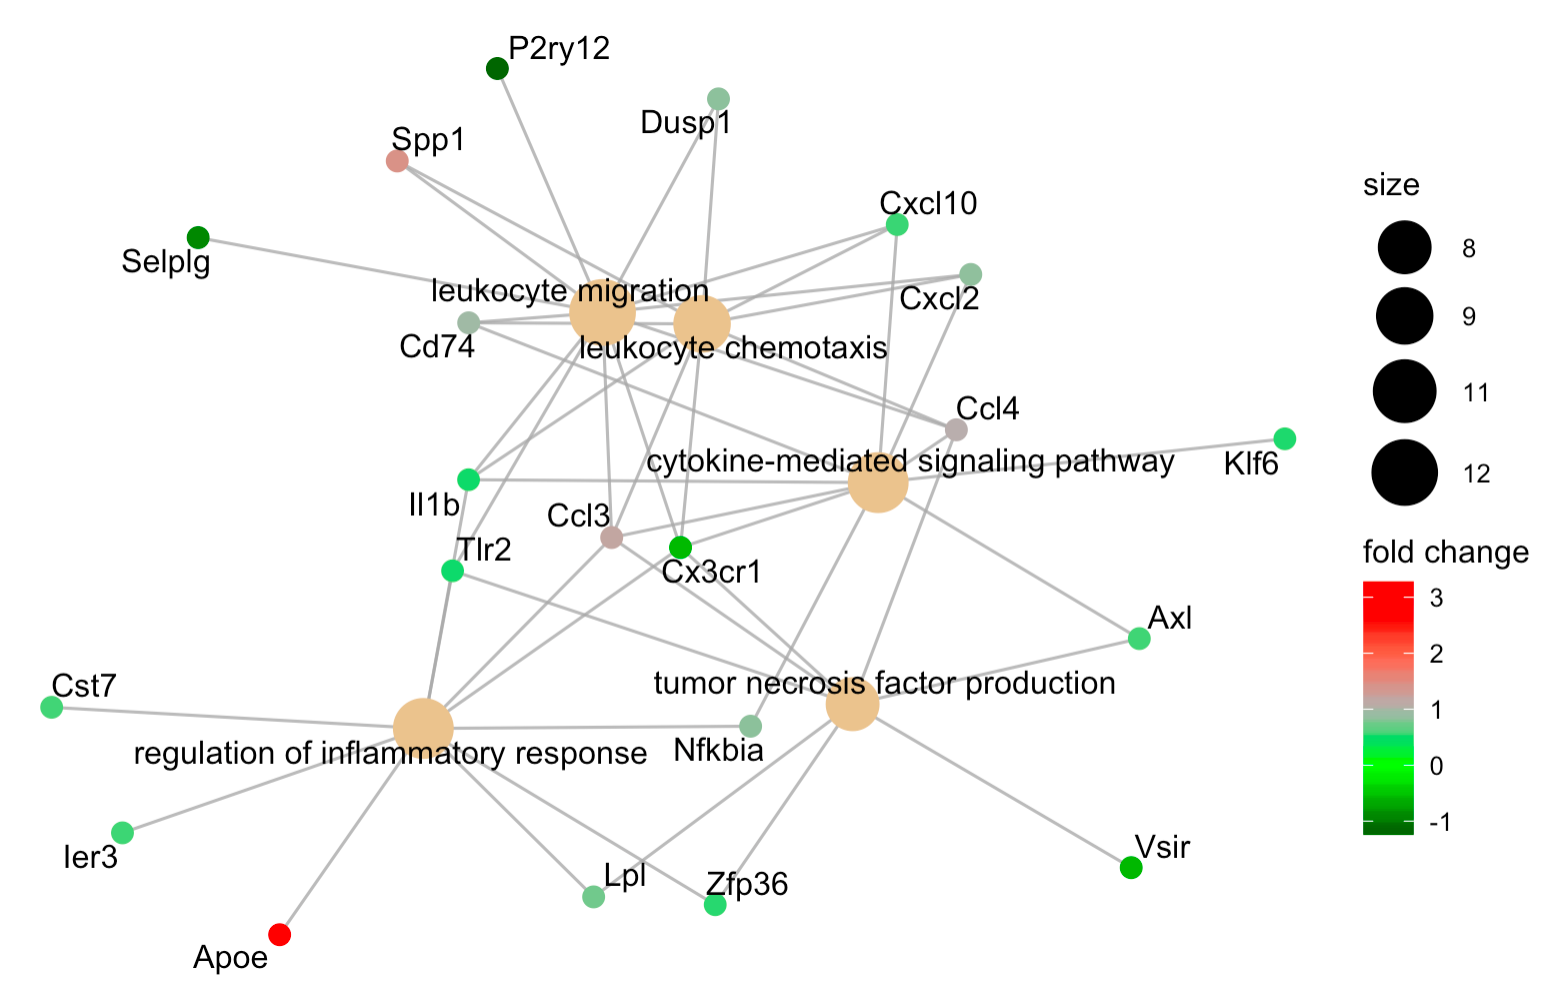 P2ry12
Dusp1
Spp1
Cxcl10
Selplg
leukocyte migration
Cxcl2
Cd74
leukocyte chemotaxis
Ccl4
cytokine-mediated signaling pathway
Klf6
Il1b
Ccl3
Tlr2
Cx3cr1
Axl
Cst7
tumor necrosis factor production
regulation of inflammatory response
Nfkbia
Ier3
Vsir
Lpl
Zfp36
Apoe
size
8
9
11
12
fold change
3
2
1
0
-1